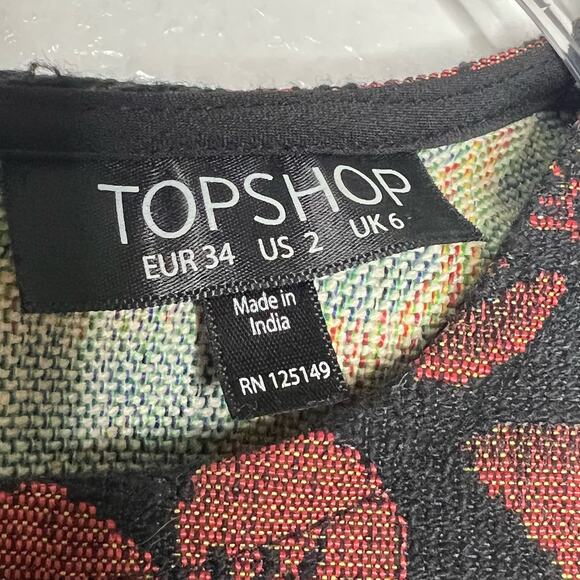 TOPSHOP
EUR 34 US 2 UK 6
Made in
India
RN 125149